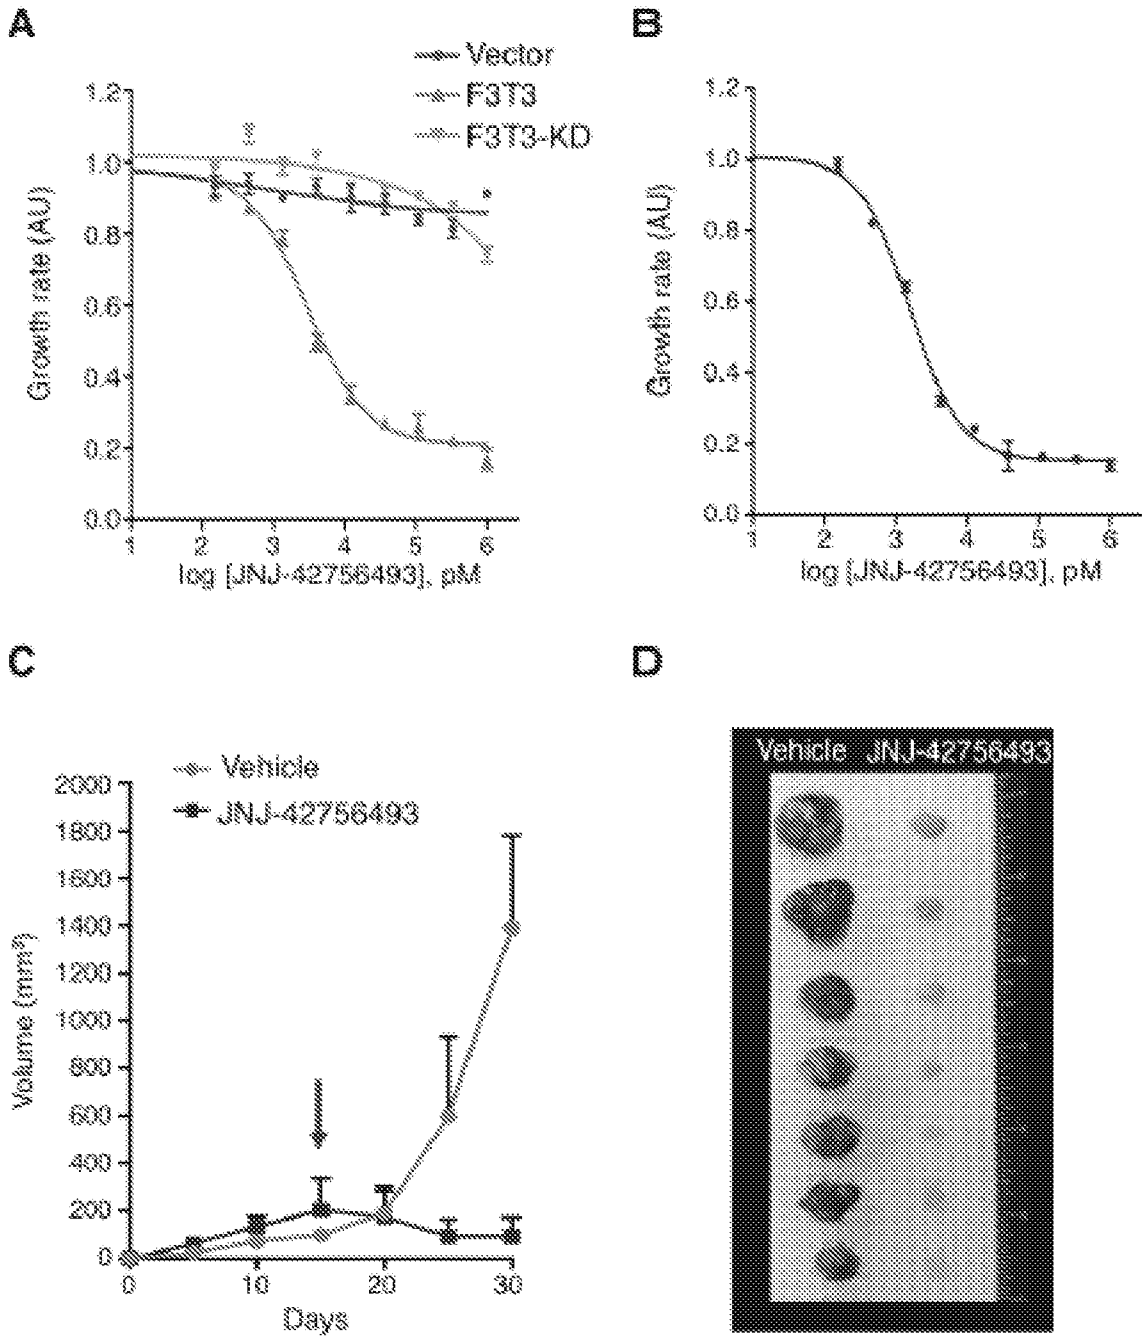 A
Vector
F3T3
F3T3-KD
1.2
1.0
0.8
0.6
0.4
0.2
0.0
Growth rate (AU)
1 2 3 4 5 6
log [JNJ-42756493], pM
B
1.2
1.0
0.8
0.6
0.4
0.2
0.0
Growth rate (AU)
1 2 3 4 5 6
log [JNJ-42756493], pM
C
Vehicle
JNJ-42756493
2000
1800
1600
1400
1200
1000
800
600
400
200
0
Volume (mm³)
0 10 20 30
Days
D
Vehicle JNJ-42756493